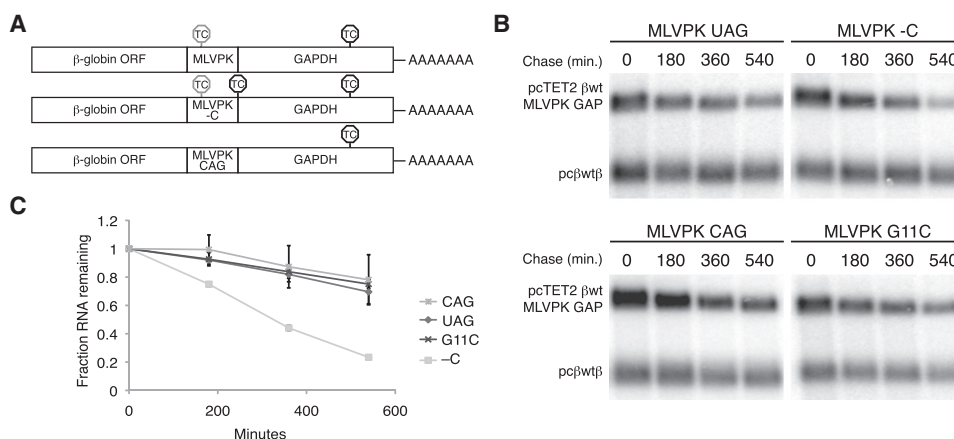 A
TC TC
β-globin ORF MLVPK GAPDH AAAAAAA
TC TC TC
β-globin ORF MLVPK -C GAPDH AAAAAAA
TC
β-globin ORF MLVPK CAG GAPDH AAAAAAA
B
MLVPK UAG MLVPK -C
Chase (min.) 0 180 360 540 0 180 360 540
pcTET2 βwt
MLVPK GAP
pcβwtβ
MLVPK CAG MLVPK G11C
Chase (min.) 0 180 360 540 0 180 360 540
pcTET2 βwt
MLVPK GAP
pcβwtβ
C
Fraction RNA remaining
1.2
1
0.8
0.6
0.4
0.2
0
0 200 400 600
Minutes
CAG
UAG
G11C
–C